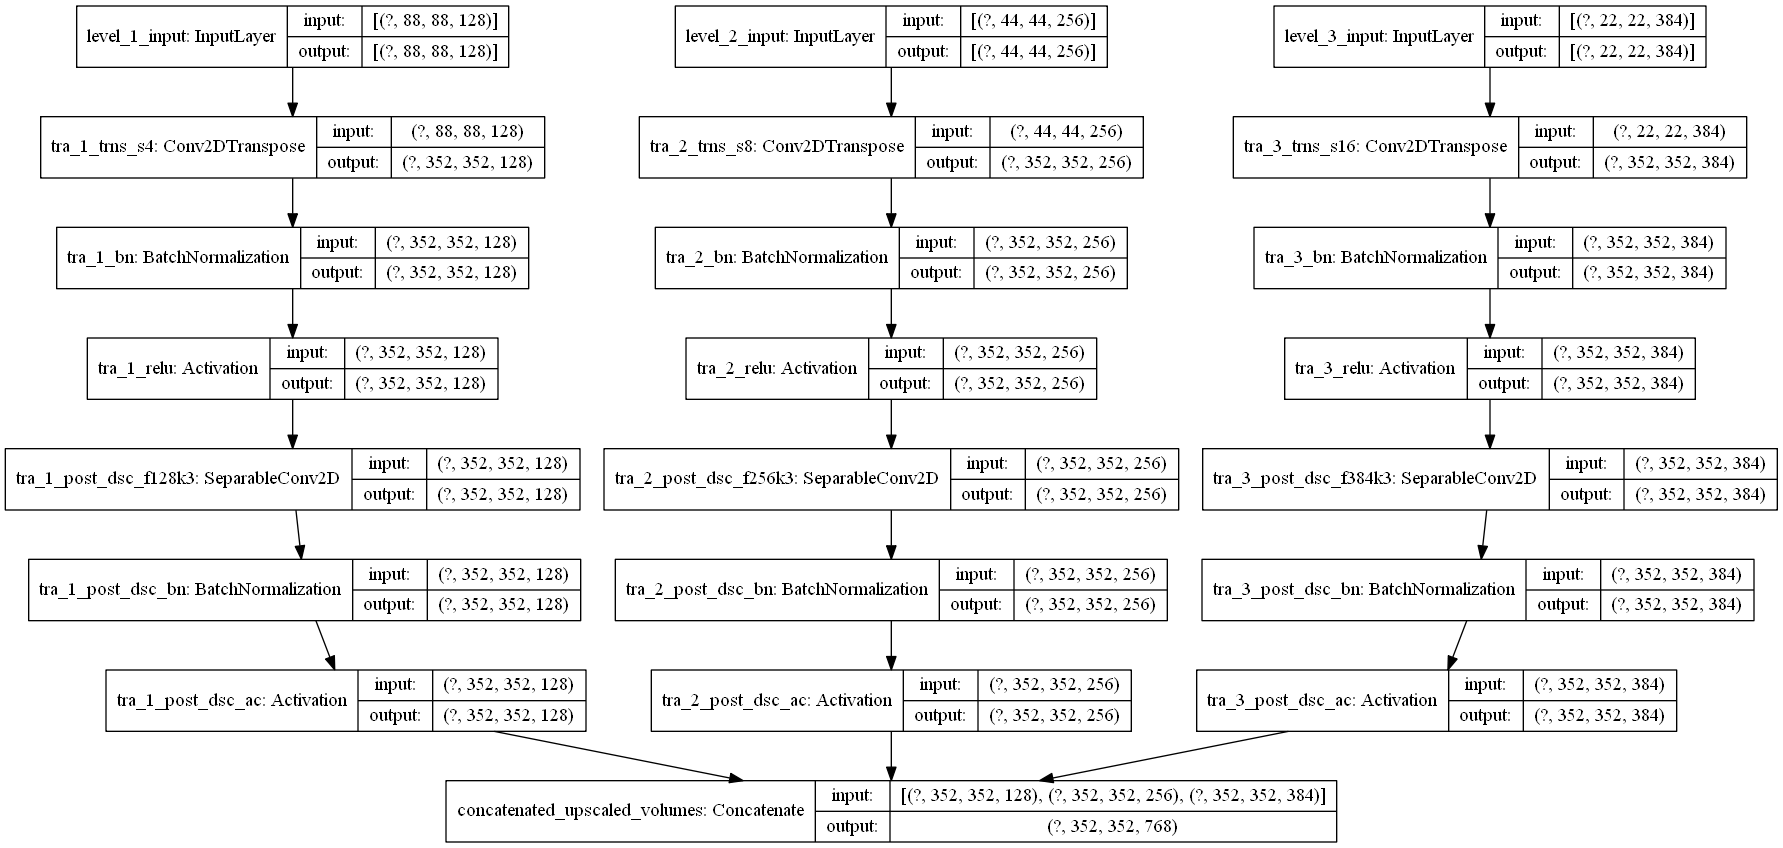 level_1_input: InputLayer
input: [(?, 88, 88, 128)]
output: [(?, 88, 88, 128)]
level_2_input: InputLayer
input: [(?, 44, 44, 256)]
output: [(?, 44, 44, 256)]
level_3_input: InputLayer
input: [(?, 22, 22, 384)]
output: [(?, 22, 22, 384)]
tra_1_trns_s4: Conv2DTranspose
input: (?, 88, 88, 128)
output: (?, 352, 352, 128)
tra_2_trns_s8: Conv2DTranspose
input: (?, 44, 44, 256)
output: (?, 352, 352, 256)
tra_3_trns_s16: Conv2DTranspose
input: (?, 22, 22, 384)
output: (?, 352, 352, 384)
tra_1_bn: BatchNormalization
input: (?, 352, 352, 128)
output: (?, 352, 352, 128)
tra_2_bn: BatchNormalization
input: (?, 352, 352, 256)
output: (?, 352, 352, 256)
tra_3_bn: BatchNormalization
input: (?, 352, 352, 384)
output: (?, 352, 352, 384)
tra_1_relu: Activation
input: (?, 352, 352, 128)
output: (?, 352, 352, 128)
tra_2_relu: Activation
input: (?, 352, 352, 256)
output: (?, 352, 352, 256)
tra_3_relu: Activation
input: (?, 352, 352, 384)
output: (?, 352, 352, 384)
tra_1_post_dsc_f128k3: SeparableConv2D
input: (?, 352, 352, 128)
output: (?, 352, 352, 128)
tra_2_post_dsc_f256k3: SeparableConv2D
input: (?, 352, 352, 256)
output: (?, 352, 352, 256)
tra_3_post_dsc_f384k3: SeparableConv2D
input: (?, 352, 352, 384)
output: (?, 352, 352, 384)
tra_1_post_dsc_bn: BatchNormalization
input: (?, 352, 352, 128)
output: (?, 352, 352, 128)
tra_2_post_dsc_bn: BatchNormalization
input: (?, 352, 352, 256)
output: (?, 352, 352, 256)
tra_3_post_dsc_bn: BatchNormalization
input: (?, 352, 352, 384)
output: (?, 352, 352, 384)
tra_1_post_dsc_ac: Activation
input: (?, 352, 352, 128)
output: (?, 352, 352, 128)
tra_2_post_dsc_ac: Activation
input: (?, 352, 352, 256)
output: (?, 352, 352, 256)
tra_3_post_dsc_ac: Activation
input: (?, 352, 352, 384)
output: (?, 352, 352, 384)
concatenated_upscaled_volumes: Concatenate
input: [(?, 352, 352, 128), (?, 352, 352, 256), (?, 352, 352, 384)]
output: (?, 352, 352, 768)